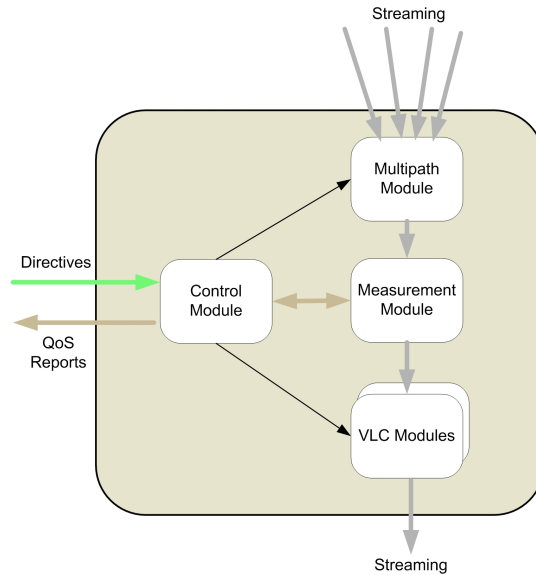 Streaming
Multipath
Module
Directives
Control
Module
Measurement
Module
QoS
Reports
VLC Modules
Streaming